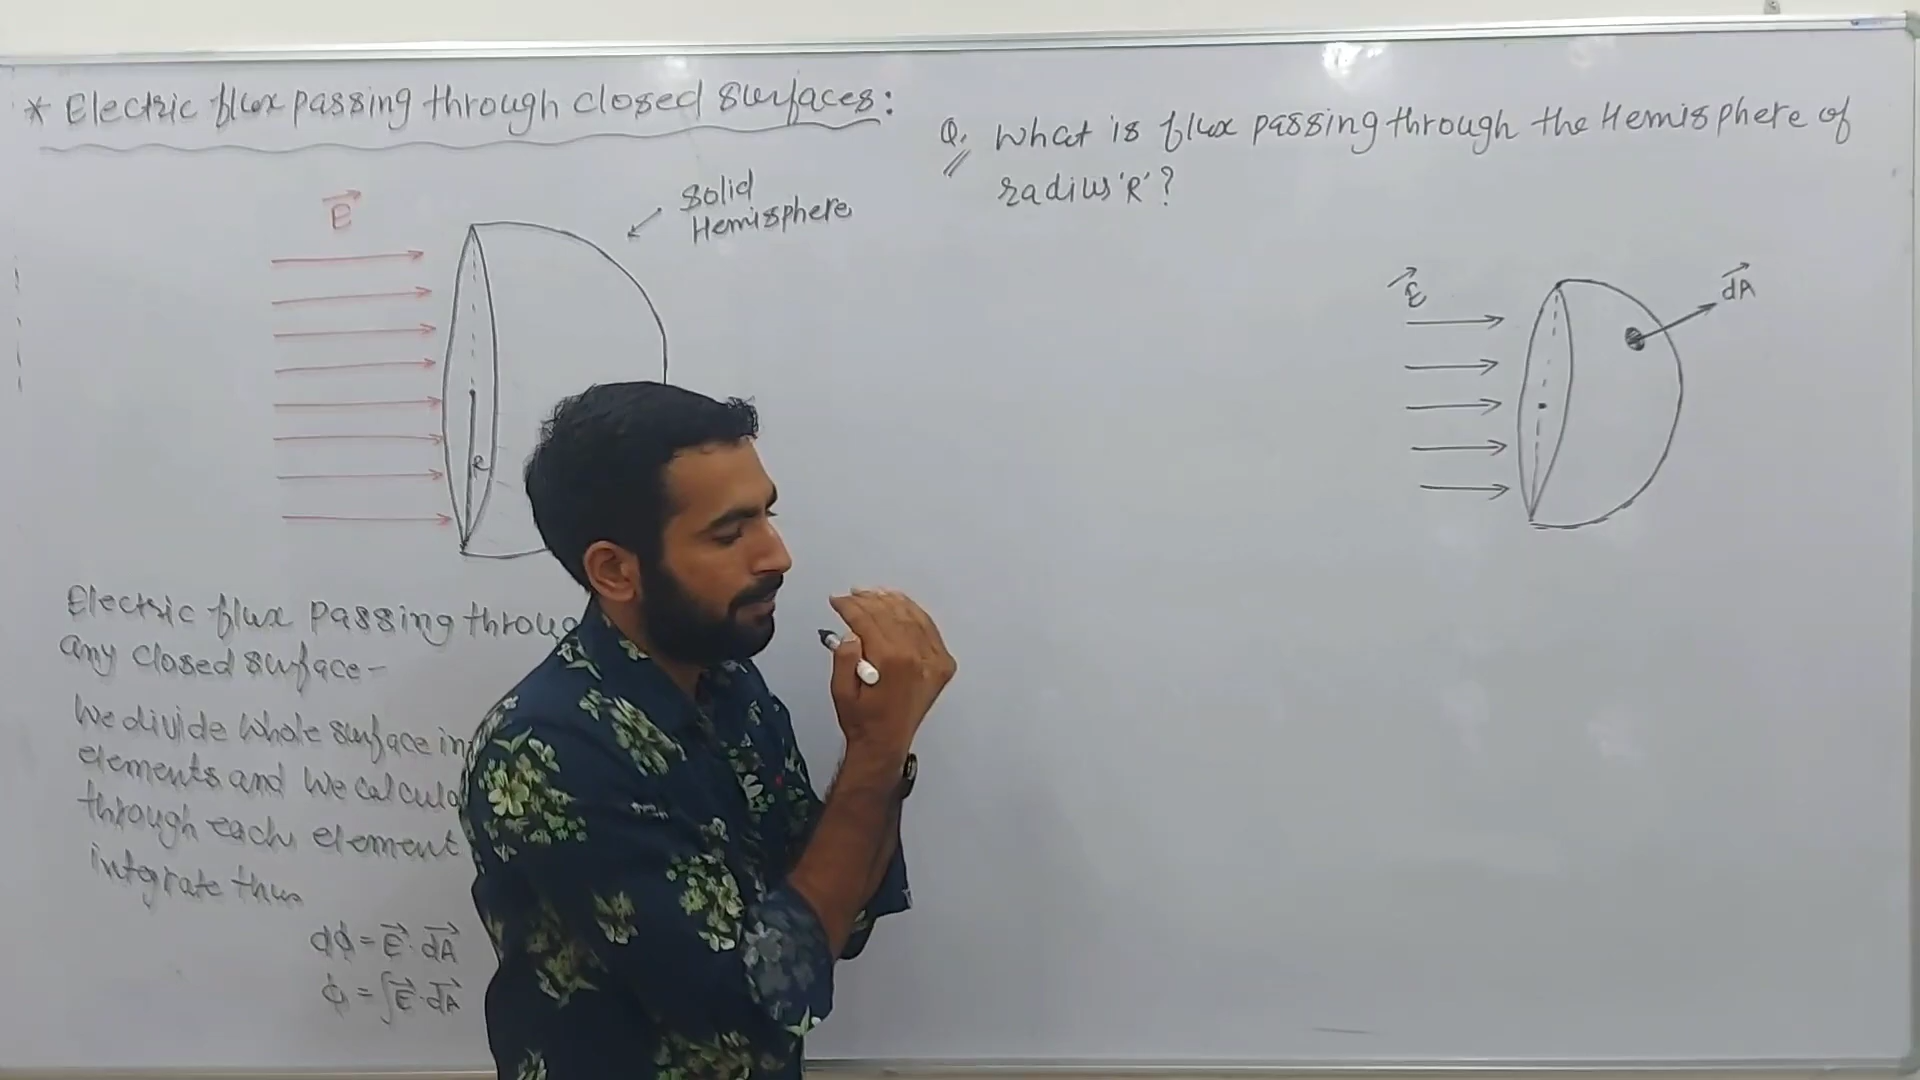 * Electric flux passing through closed surfaces:
E
solid
Hemisphere
R
Electric flux passing throug
any closed surface-
We divide whole surface in
elements and we calcula
through each element
integrate thus
dϕ = E⃗ · dA⃗
ϕ = ∫E⃗ · dA⃗
Q. What is flux passing through the Hemisphere of
radius 'R' ?
E⃗
dA⃗